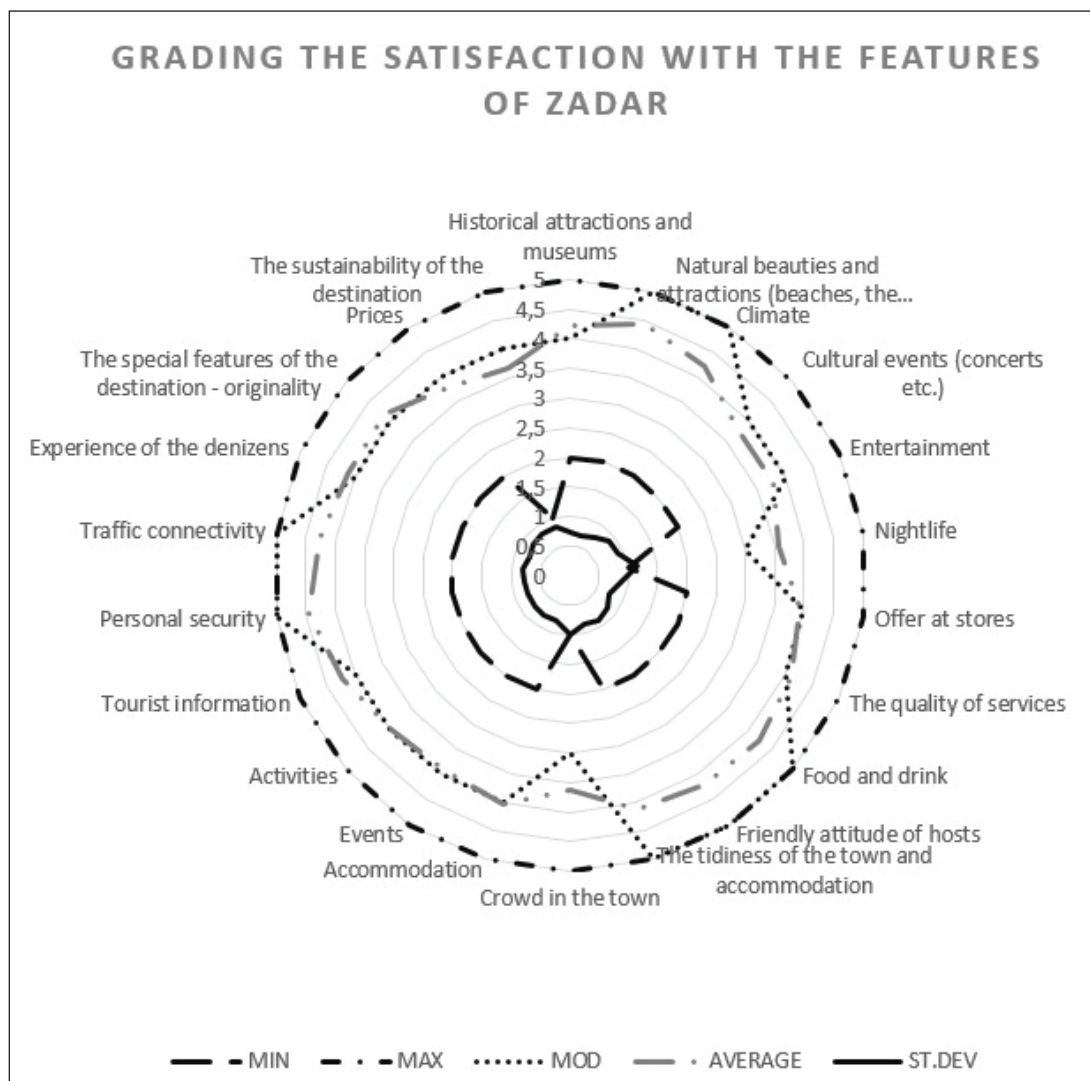 GRADING THE SATISFACTION WITH THE FEATURES
OF ZADAR
Historical attractions and
museums
Natural beauties and
attractions (beaches, the...
Climate
Cultural events (concerts
etc.)
Entertainment
Nightlife
Offer at stores
The quality of services
Food and drink
Friendly attitude of hosts
The tidiness of the town and
accommodation
Crowd in the town
Accommodation
Events
Activities
Tourist information
Personal security
Traffic connectivity
Experience of the denizens
The special features of the
destination - originality
Prices
The sustainability of the
destination
5
4,5
4
3,5
3
2,5
2
1,5
1
0,5
0
MIN
MAX
MOD
AVERAGE
ST.DEV